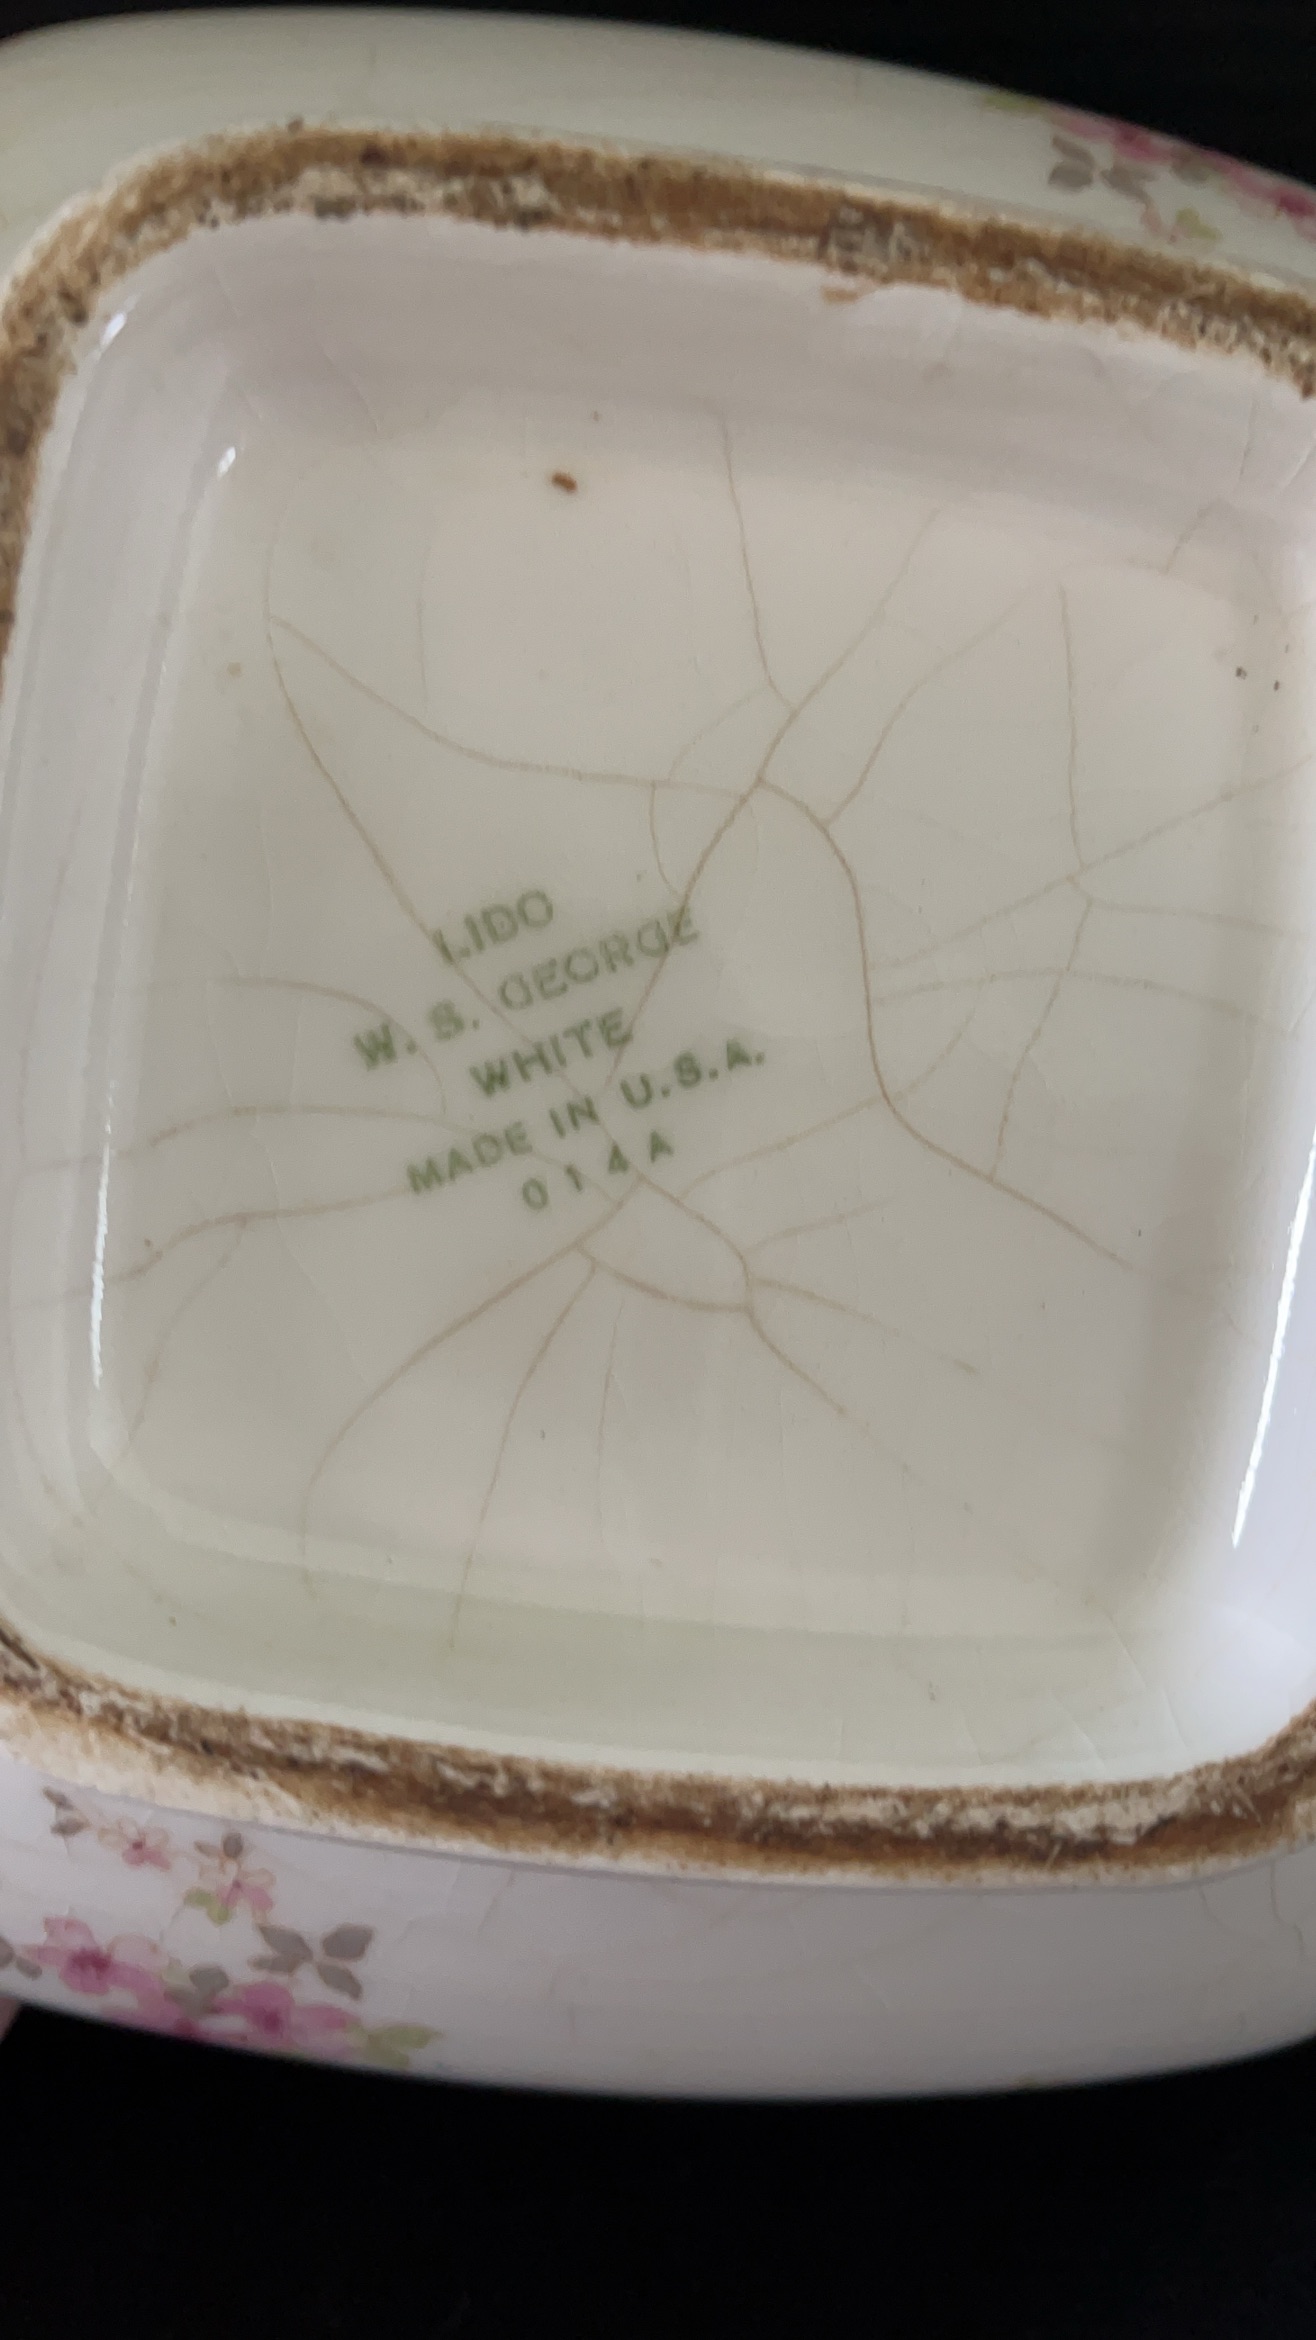 LIDO
W. S. GEORGE
WHITE
MADE IN U.S.A.
014A